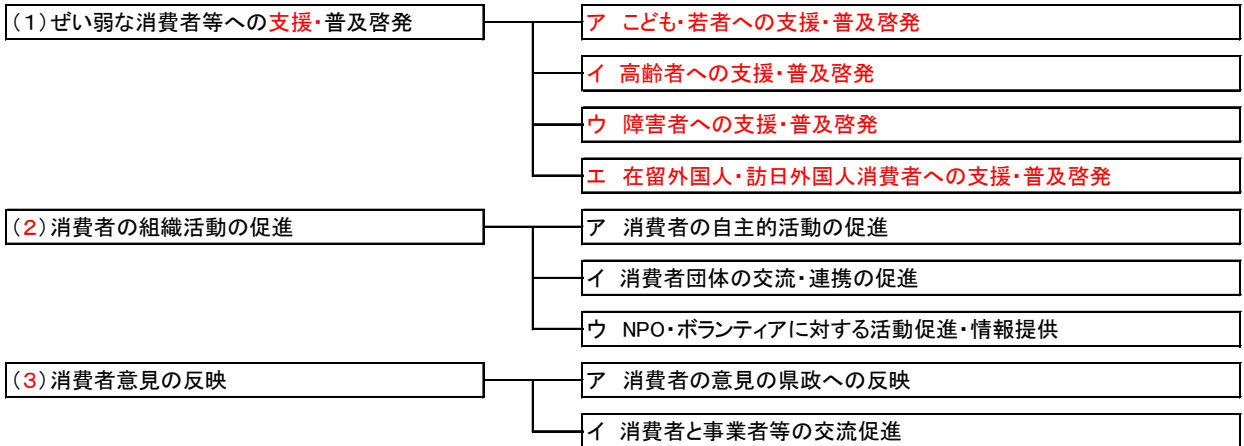 （１）ぜい弱な消費者等への支援・普及啓発
ア　こども・若者への支援・普及啓発
イ　高齢者への支援・普及啓発
ウ　障害者への支援・普及啓発
エ　在留外国人・訪日外国人消費者への支援・普及啓発
（２）消費者の組織活動の促進
ア　消費者の自主的活動の促進
イ　消費者団体の交流・連携の促進
ウ　NPO・ボランティアに対する活動促進・情報提供
（３）消費者意見の反映
ア　消費者の意見の県政への反映
イ　消費者と事業者等の交流促進